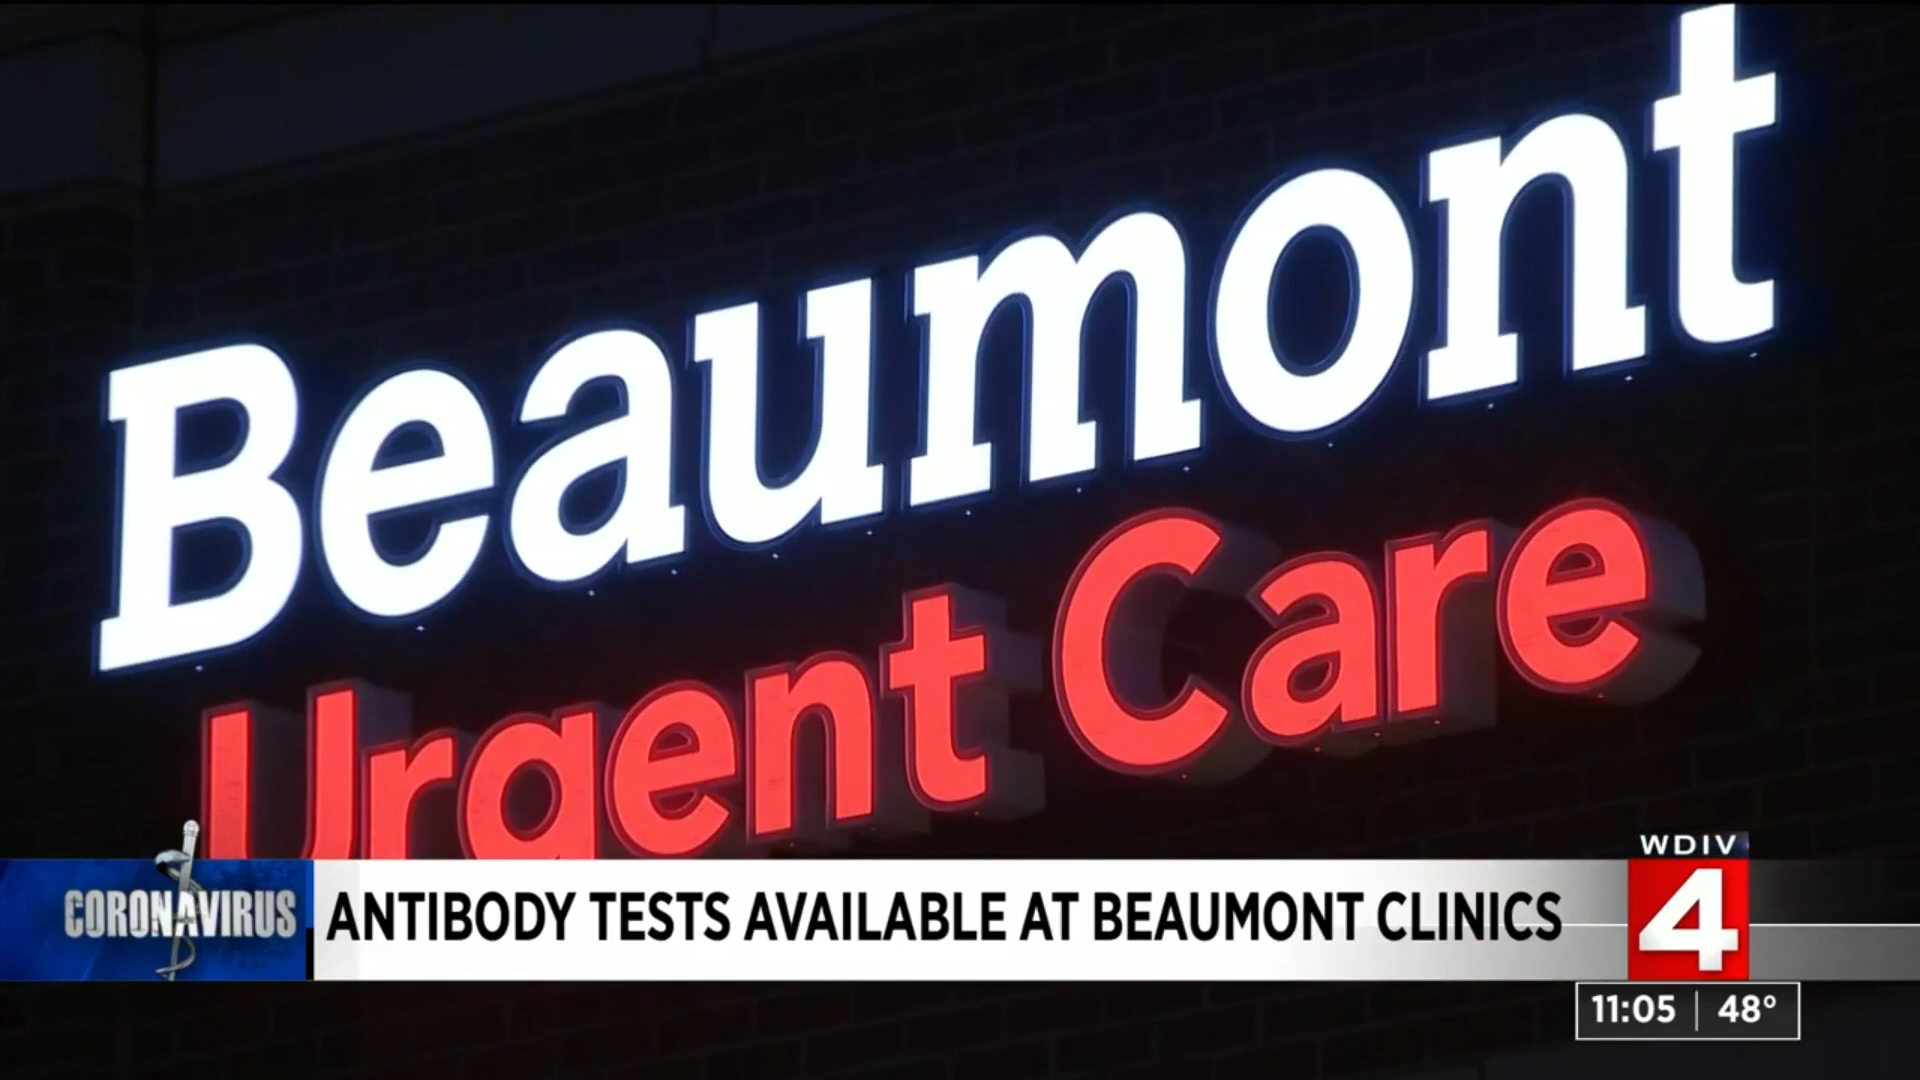 Beaumont
Urgent Care
WDIV
4
CORONAVIRUS
ANTIBODY TESTS AVAILABLE AT BEAUMONT CLINICS
11:05 | 48°